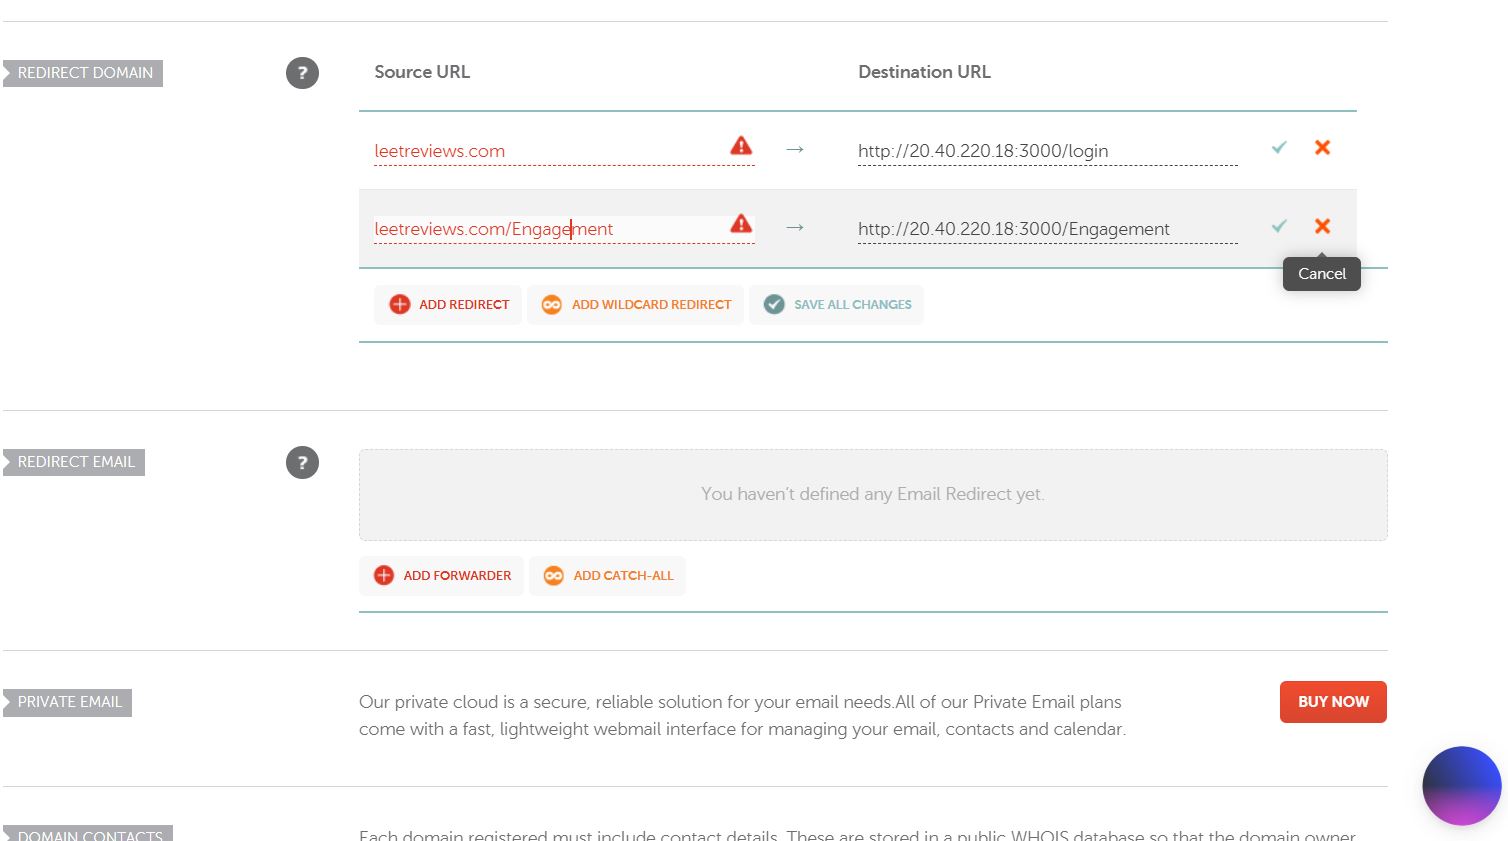 REDIRECT DOMAIN
?
Source URL
Destination URL
leetreviews.com
→
http://20.40.220.18:3000/login
leetreviews.com/Engagement
→
http://20.40.220.18:3000/Engagement
Cancel
ADD REDIRECT
ADD WILDCARD REDIRECT
SAVE ALL CHANGES
REDIRECT EMAIL
?
You haven't defined any Email Redirect yet.
ADD FORWARDER
ADD CATCH-ALL
PRIVATE EMAIL
Our private cloud is a secure, reliable solution for your email needs.All of our Private Email plans
come with a fast, lightweight webmail interface for managing your email, contacts and calendar.
BUY NOW
DOMAIN CONTACTS
Each domain registered must include contact details. These are stored in a public WHOIS database so that the domain owner